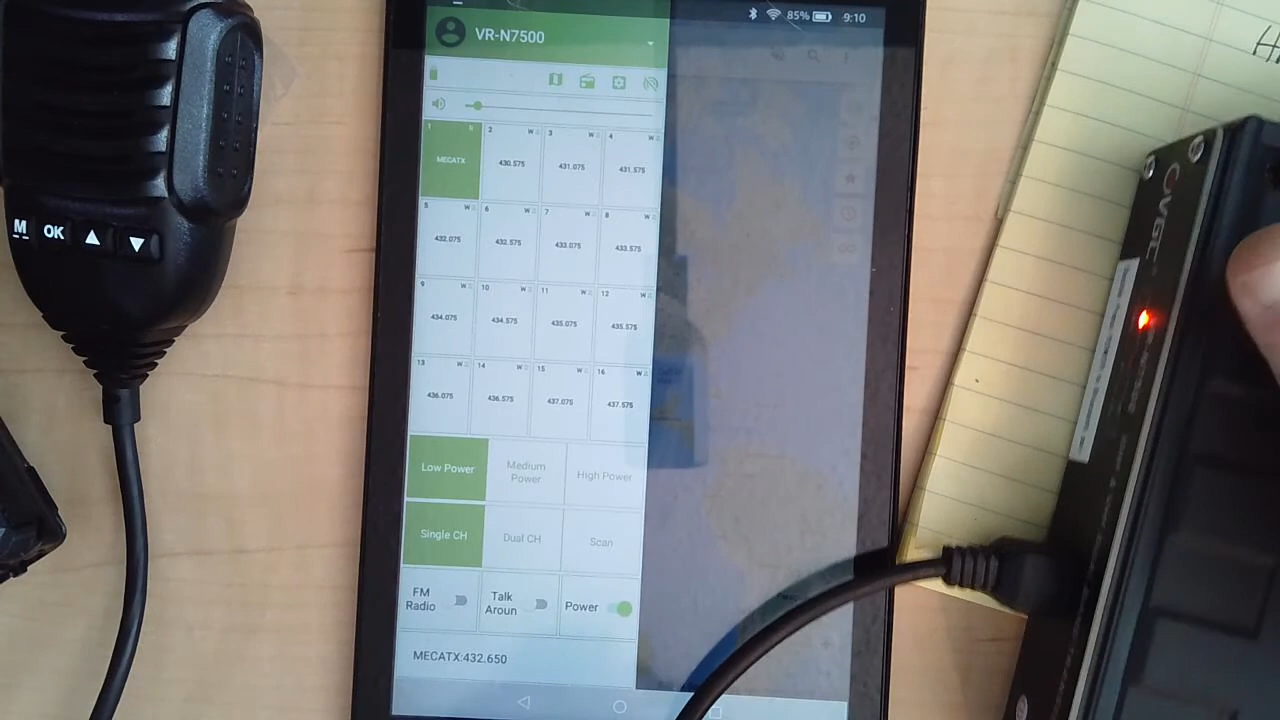 85% 9:10
VR-N7500
1 N 2 W 3 W 4 W
MECATX 430.575 431.075 431.575
5 W 6 W 7 W 8 W
432.075 432.575 433.075 433.575
9 W 10 W 11 W 12 W
434.075 434.575 435.075 435.575
13 W 14 W 15 W 16 W
436.075 436.575 437.075 437.575
Low Power Medium Power High Power
Single CH Dual CH Scan
FM Radio Talk Aroun Power
MECATX:432.650
M OK
VGC